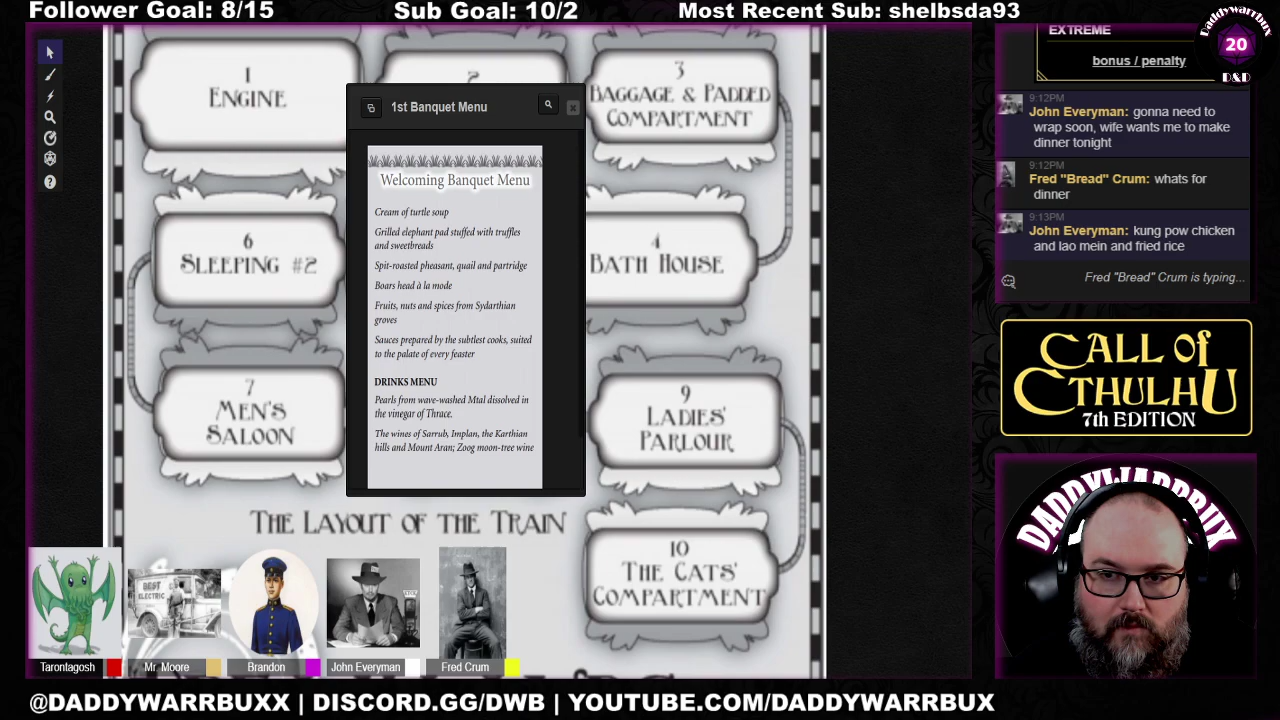 Follower Goal: 8/15
Sub Goal: 10/2
Most Recent Sub: shelbsda93
1
ENGINE
2
3
BAGGAGE & PADDED
COMPARTMENT
6
SLEEPING #2
4
BATH HOUSE
7
MEN'S
SALOON
9
LADIES'
PARLOUR
THE LAYOUT OF THE TRAIN
10
THE CATS'
COMPARTMENT
1st Banquet Menu
Welcoming Banquet Menu
Cream of turtle soup
Grilled elephant pad stuffed with truffles
and sweetbreads
Spit-roasted pheasant, quail and partridge
Boars head à la mode
Fruits, nuts and spices from Sydarthian
groves
Sauces prepared by the subtlest cooks, suited
to the palate of every feaster
DRINKS MENU
Pearls from wave-washed Mtal dissolved in
the vinegar of Thrace.
The wines of Sarrub, Implan, the Karthian
hills and Mount Aran; Zoog moon-tree wine
BEST
ELECTRIC
Tarontagosh
Mr Moore
Brandon
John Everyman
Fred Crum
EXTREME
bonus / penalty
Daddywarrbux
20
D&D
9:12PM
John Everyman: gonna need to
wrap soon, wife wants me to make
dinner tonight
9:12PM
Fred "Bread" Crum: whats for
dinner
9:13PM
John Everyman: kung pow chicken
and lao mein and fried rice
Fred "Bread" Crum is typing...
CALL of
CTHULHU
7th EDITION
DADDYWARRBUX
@DADDYWARRBUXX | DISCORD.GG/DWB | YOUTUBE.COM/DADDYWARRBUX